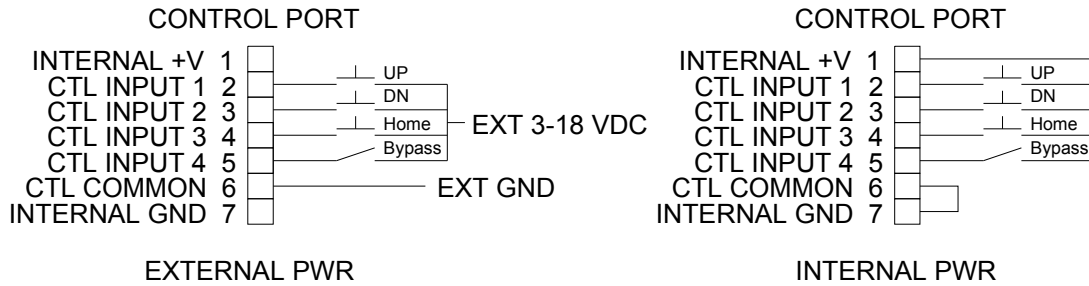 CONTROL PORT
INTERNAL +V 1
CTL INPUT 1 2 UP
CTL INPUT 2 3 DN
CTL INPUT 3 4 Home
CTL INPUT 4 5 Bypass
EXT 3-18 VDC
CTL COMMON 6 EXT GND
INTERNAL GND 7
EXTERNAL PWR
CONTROL PORT
INTERNAL +V 1
CTL INPUT 1 2 UP
CTL INPUT 2 3 DN
CTL INPUT 3 4 Home
CTL INPUT 4 5 Bypass
CTL COMMON 6
INTERNAL GND 7
INTERNAL PWR